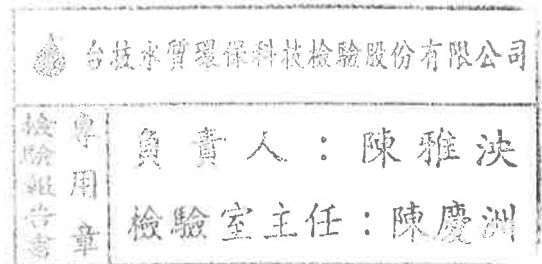 台技水質環保科技檢驗股份有限公司
檢驗報告書
專用章
負責人：陳雅泱
檢驗室主任：陳慶洲